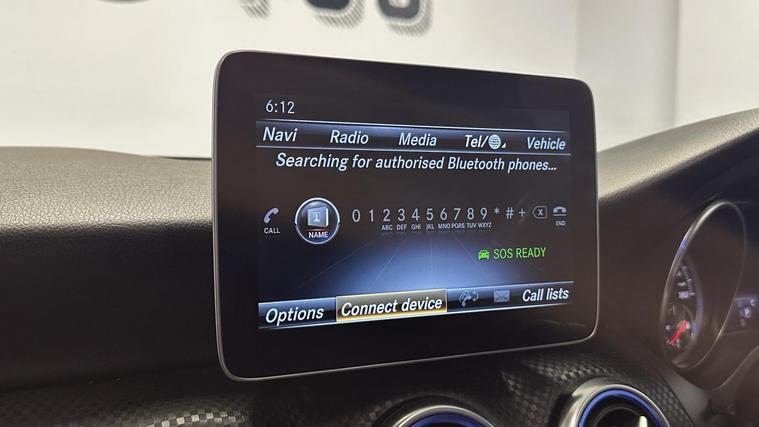 6:12
Navi Radio Media Tel/ Vehicle
Searching for authorised Bluetooth phones...
CALL NAME 0 1 2 3 4 5 6 7 8 9 * # + END
ABC DEF GHI JKL MNO PQRS TUV WXYZ
SOS READY
Options Connect device Call lists